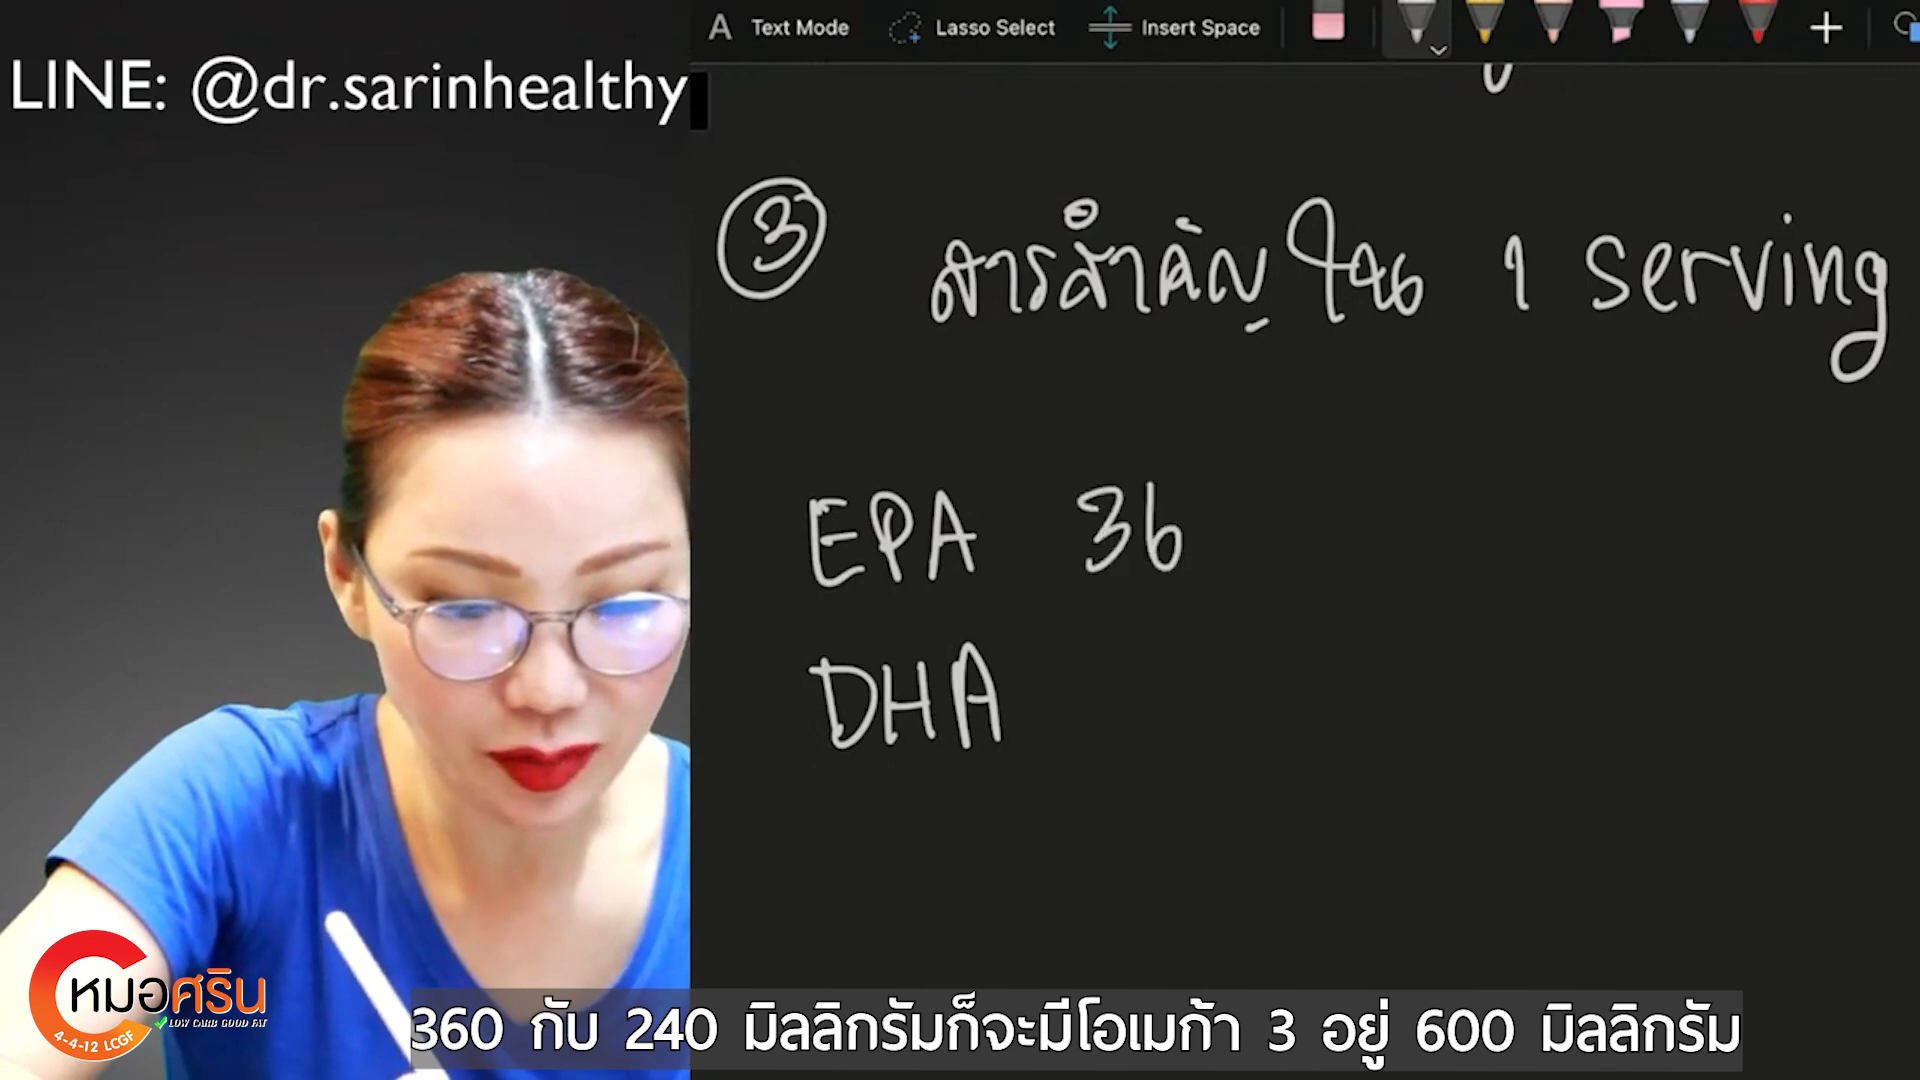 A Text Mode Lasso Select Insert Space
LINE: @dr.sarinhealthy
3 สารสำคัญใน 1 serving
EPA 36
DHA
หมอศริน
LOW CARB GOOD FAT
4-4-12 LCGF
360 กับ 240 มิลลิกรัมก็จะมีโอเมก้า 3 อยู่ 600 มิลลิกรัม